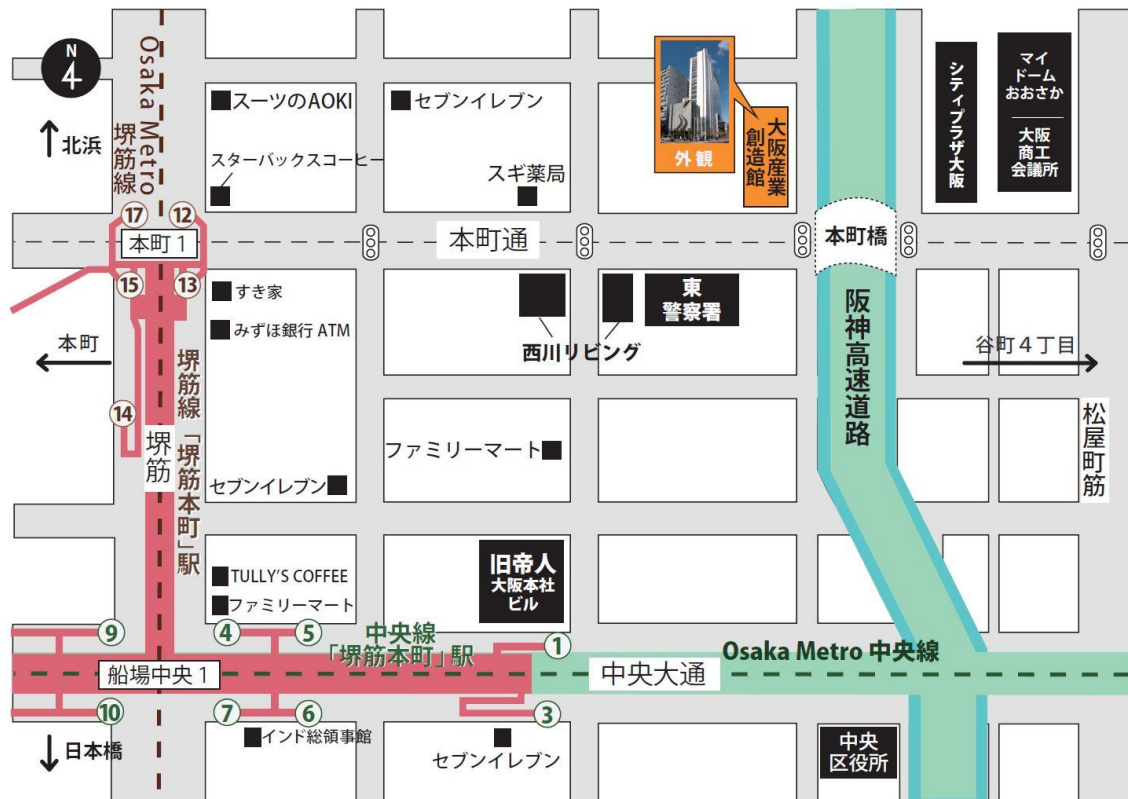 N
北浜
Osaka Metro
堺筋線
スーツのAOKI
スターバックスコーヒー
セブンイレブン
スギ薬局
外観
大阪産業
創造館
シティプラザ大阪
マイ
ドーム
おおさか
大阪
商工
会議所
17
12
本町1
15
13
本町通
本町橋
すき家
みずほ銀行 ATM
西川リビング
東
警察署
本町
谷町4丁目
阪神高速道路
松屋町筋
14
堺筋
堺筋線「堺筋本町」駅
ファミリーマート
セブンイレブン
TULLY'S COFFEE
ファミリーマート
旧帝人
大阪本社
ビル
9
4
5
中央線
「堺筋本町」駅
1
Osaka Metro 中央線
船場中央1
中央大通
10
7
6
3
日本橋
インド総領事館
セブンイレブン
中央
区役所